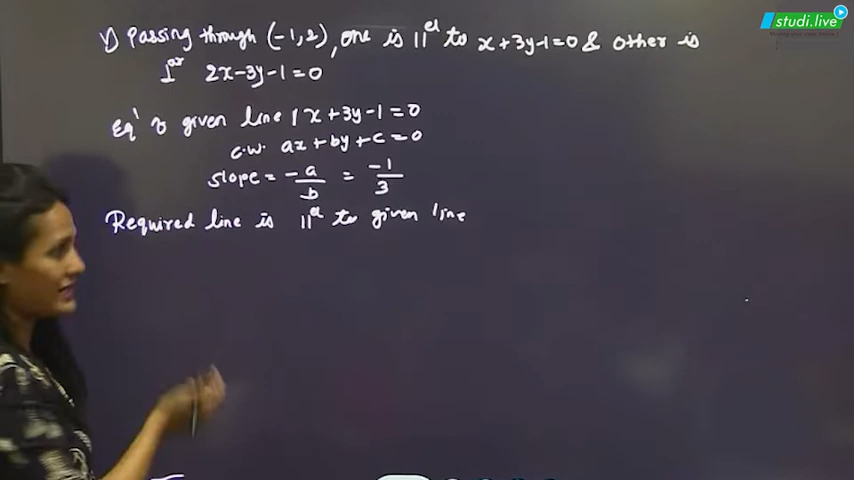 studi.live
1) Passing through (-1,2), one is ||el to x+3y-1=0 & other is
⊥ar 2x-3y-1=0
Eqn of given line 1x+3y-1=0
c.w. ax+by+c=0
slope = -a/b = -1/3
Required line is ||el to given line